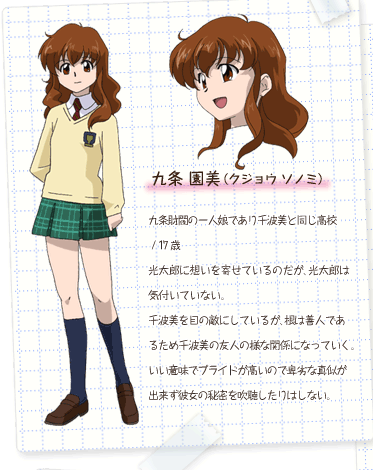 九条 園美(クジョウ ソノミ)
九条財閥の一人娘であり千波美と同じ高校
/ 17歳
光太郎に想いを寄せているのだが、光太郎は
気付いていない。
千波美を目の敵にしているが、根は善人であ
るため千波美の友人の様な関係になっていく。
いい意味でプライドが高いので卑劣な真似が
出来ず彼女の秘密を吹聴したりはしない。